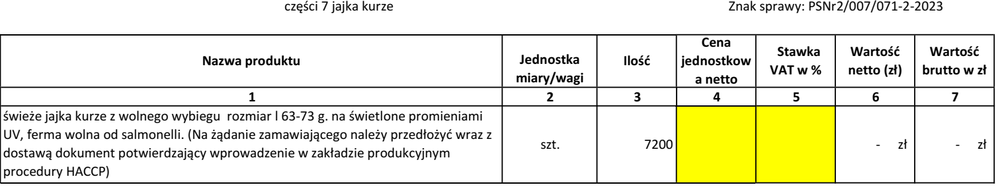 części 7 jajka kurze Znak sprawy: PSNr2/007/071-2-2023
Nazwa produktu
Jednostka
miary/wagi
Ilość
Cena
jednostkow
a netto
Stawka
VAT w %
Wartość
netto (zł)
Wartość
brutto w zł
1 2 3 4 5 6 7
świeże jajka kurze z wolnego wybiegu rozmiar l 63-73 g. na świetlone promieniami
UV, ferma wolna od salmonelli. (Na żądanie zamawiającego należy przedłożyć wraz z
dostawą dokument potwierdzający wprowadzenie w zakładzie produkcyjnym
procedury HACCP)
szt. 7200 - zł - zł